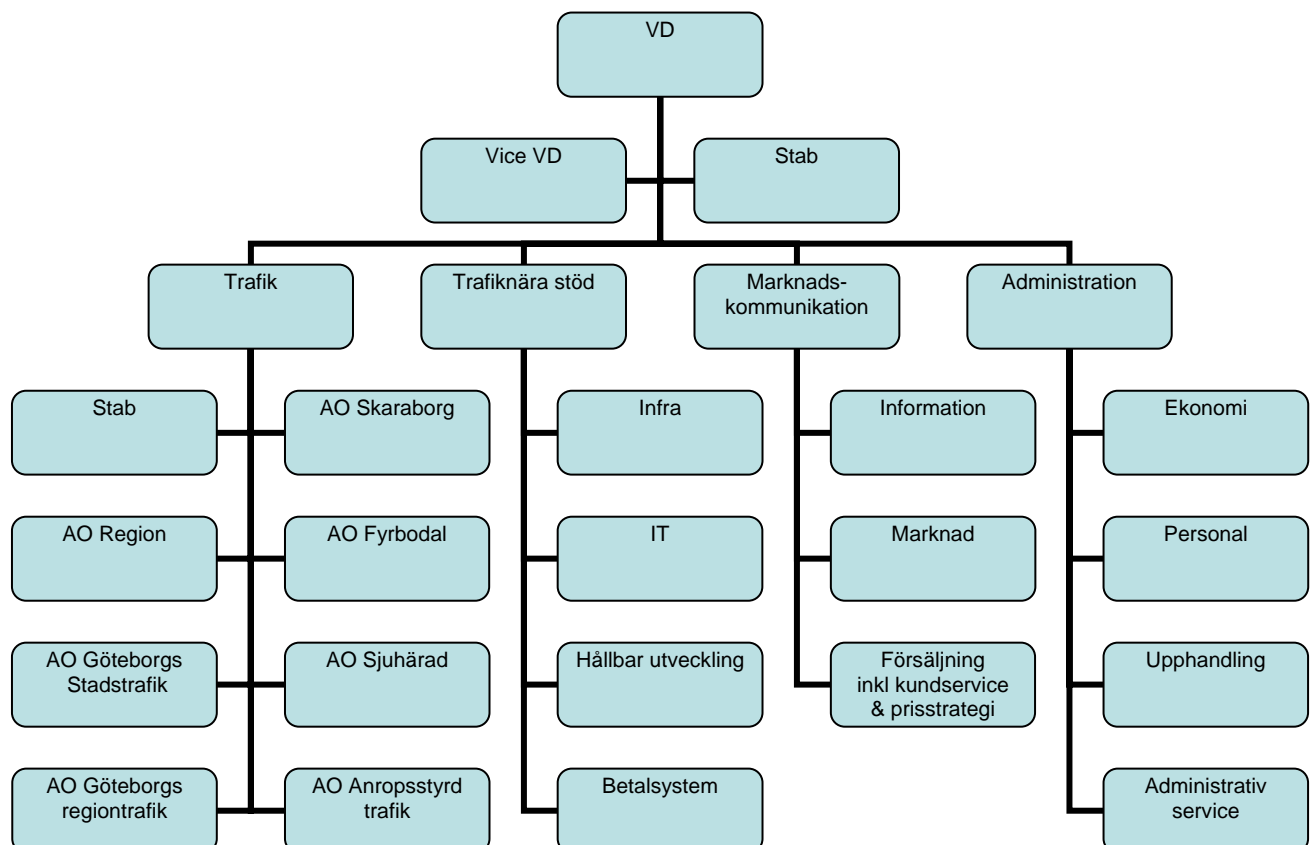 VD
Vice VD
Stab
Trafik
Trafiknära stöd
Marknads-
kommunikation
Administration
Stab
AO Skaraborg
Infra
Information
Ekonomi
AO Region
AO Fyrbodal
IT
Marknad
Personal
AO Göteborgs
Stadstrafik
AO Sjuhärad
Hållbar utveckling
Försäljning
inkl kundservice
& prisstrategi
Upphandling
AO Göteborgs
regiontrafik
AO Anropsstyrd
trafik
Betalsystem
Administrativ
service